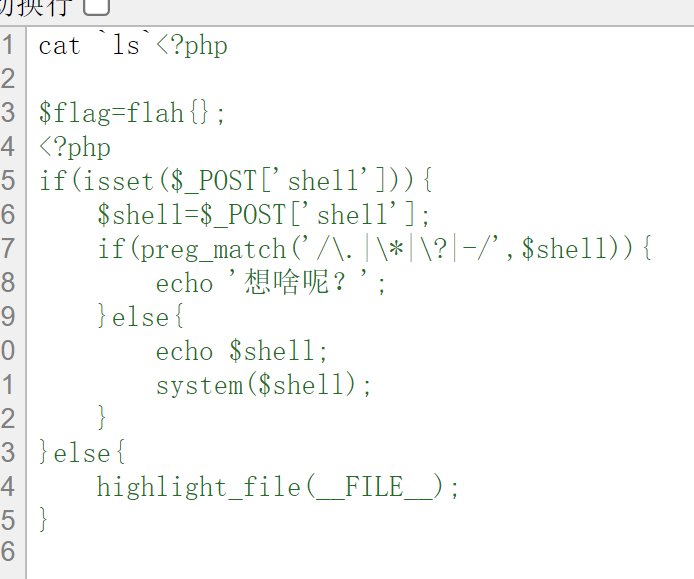 动换行
1 cat `ls`<?php
2
3 $flag=flah{};
4 <?php
5 if(isset($_POST['shell'])){
6     $shell=$_POST['shell'];
7     if(preg_match('/\.|\*|\?|-/',$shell)){
8         echo '想啥呢？';
9     }else{
0         echo $shell;
1         system($shell);
2     }
3 }else{
4     highlight_file(__FILE__);
5 }
6